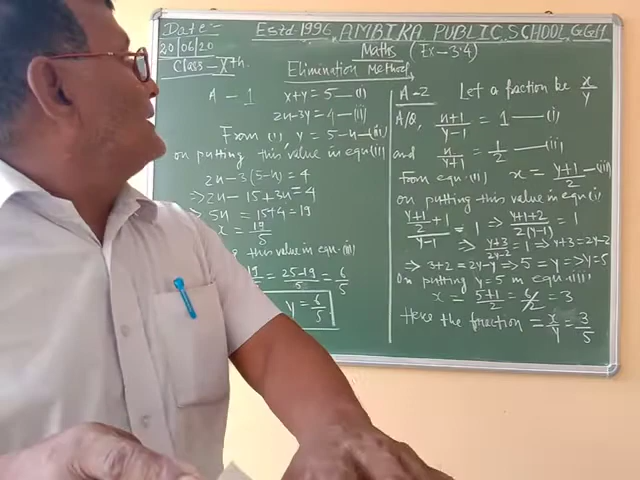 Date:-
20/06/20
Class-Xth.
Estd 1996, AMBIKA PUBLIC SCHOOL, G.G.H
Maths (Ex-3.4)
Elimination Method,
A-1 x+y=5—(i)
2x-3y=4—(ii)
From (i), y=5-x—(iii)
on putting this value in eqn (ii)
2x-3(5-x)=4
⇒2x-15+3x=4
⇒5x=15+4=19
x=19/5
this value in eqn.(iii)
=(25-19)/5=6/5
y=6/5
A-2 Let a fraction be x/y
A/Q, (x+1)/(y-1)=1—(i)
and x/(y+1)=1/2—(ii)
from eqn.(ii) x=(y+1)/2—(iii)
on putting this value in eqn (i)
((y+1)/2+1)/(y-1)=1⇒(y+1+2)/(2(y-1))=1
⇒(y+3)/(2y-2)=1⇒y+3=2y-2
⇒3+2=2y-y⇒5=y⇒y=5
On putting y=5 in eqn.(iii)
x=(5+1)/2=6/2=3
Here the fraction=x/y=3/5